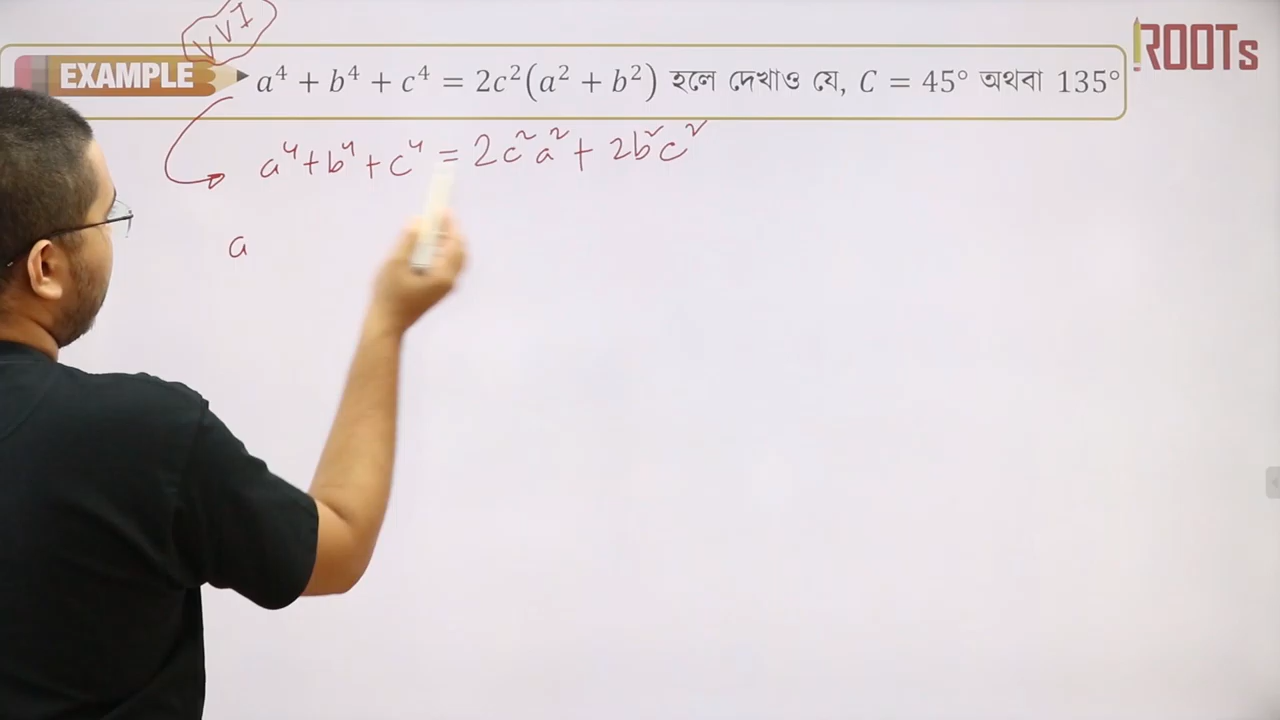 VVI
EXAMPLE a⁴ + b⁴ + c⁴ = 2c²(a² + b²) হলে দেখাও যে, C = 45° অথবা 135°
ROOTs
a⁴ + b⁴ + c⁴ = 2c²a² + 2b²c²
a